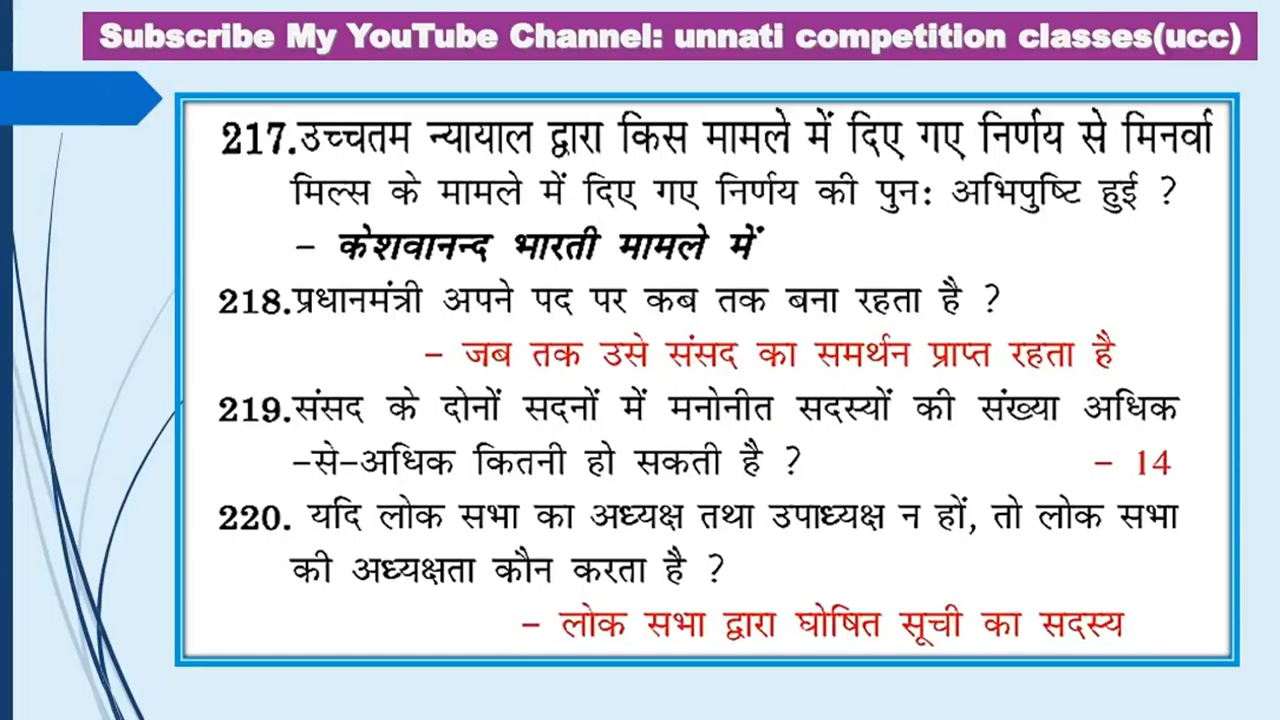 Subscribe My YouTube Channel: unnati competition classes(ucc)
217.उच्चतम न्यायाल द्वारा किस मामले में दिए गए निर्णय से मिनर्वा
मिल्स के मामले में दिए गए निर्णय की पुन: अभिपुष्टि हुई ?
– केशवानन्द भारती मामले में
218.प्रधानमंत्री अपने पद पर कब तक बना रहता है ?
– जब तक उसे संसद का समर्थन प्राप्त रहता है
219.संसद के दोनों सदनों में मनोनीत सदस्यों की संख्या अधिक
–से–अधिक कितनी हो सकती है ? – 14
220. यदि लोक सभा का अध्यक्ष तथा उपाध्यक्ष न हों, तो लोक सभा
की अध्यक्षता कौन करता है ?
– लोक सभा द्वारा घोषित सूची का सदस्य